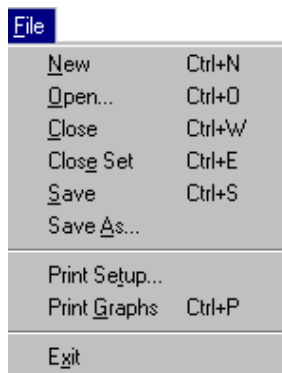 File
New Ctrl+N
Open... Ctrl+O
Close Ctrl+W
Close Set Ctrl+E
Save Ctrl+S
Save As...
Print Setup...
Print Graphs Ctrl+P
Exit